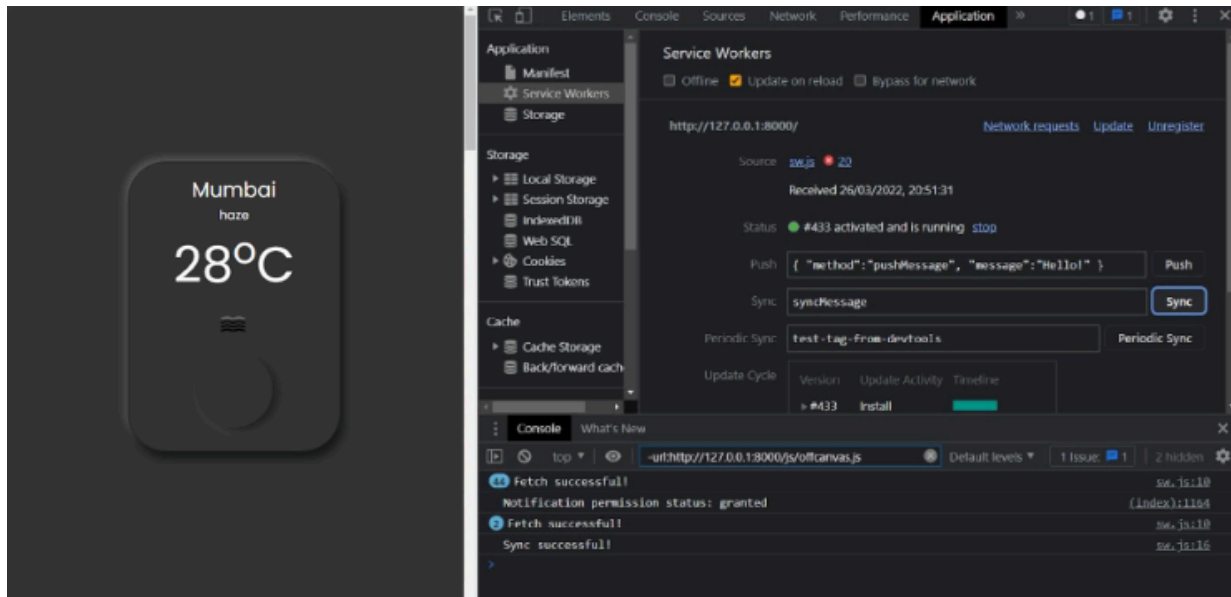 Mumbai
haze
28°C
Elements Console Sources Network Performance Application » 1 1
Application
Manifest
Service Workers
Storage
Storage
Local Storage
Session Storage
IndexedDB
Web SQL
Cookies
Trust Tokens
Cache
Cache Storage
Back/forward cach
Service Workers
Offline Update on reload Bypass for network
http://127.0.0.1:8000/ Network requests Update Unregister
Source sw.js 20
Received 26/03/2022, 20:51:31
Status #433 activated and is running stop
Push { "method":"pushMessage", "message":"Hello!" } Push
Sync syncMessage Sync
Periodic Sync test-tag-from-devtools Periodic Sync
Update Cycle Version Update Activity Timeline
#433 Install
Console What's New
top -url:http://127.0.0.1:8000/js/offcanvas.js Default levels 1 Issue: 1 2 hidden
44 Fetch successful! sw.js:10
Notification permission status: granted (index):1164
2 Fetch successful! sw.js:10
Sync successful! sw.js:16